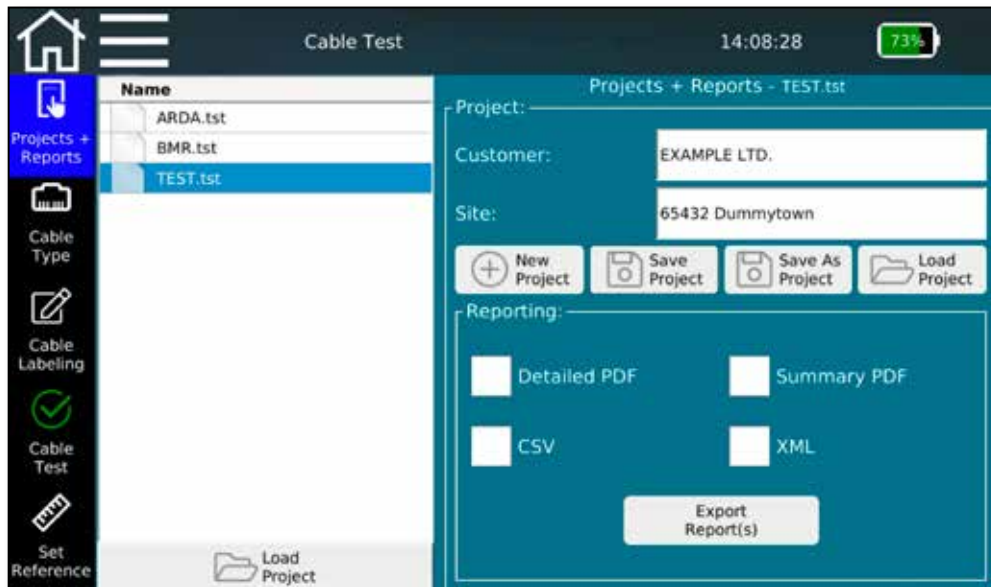 Cable Test
14:08:28
73%
Projects +
Reports
Cable
Type
Cable
Labeling
Cable
Test
Set
Reference
Name
ARDA.tst
BMR.tst
TEST.tst
Load
Project
Projects + Reports - TEST.tst
Project:
Customer:
EXAMPLE LTD.
Site:
65432 Dummytown
New
Project
Save
Project
Save As
Project
Load
Project
Reporting:
Detailed PDF
Summary PDF
CSV
XML
Export
Report(s)